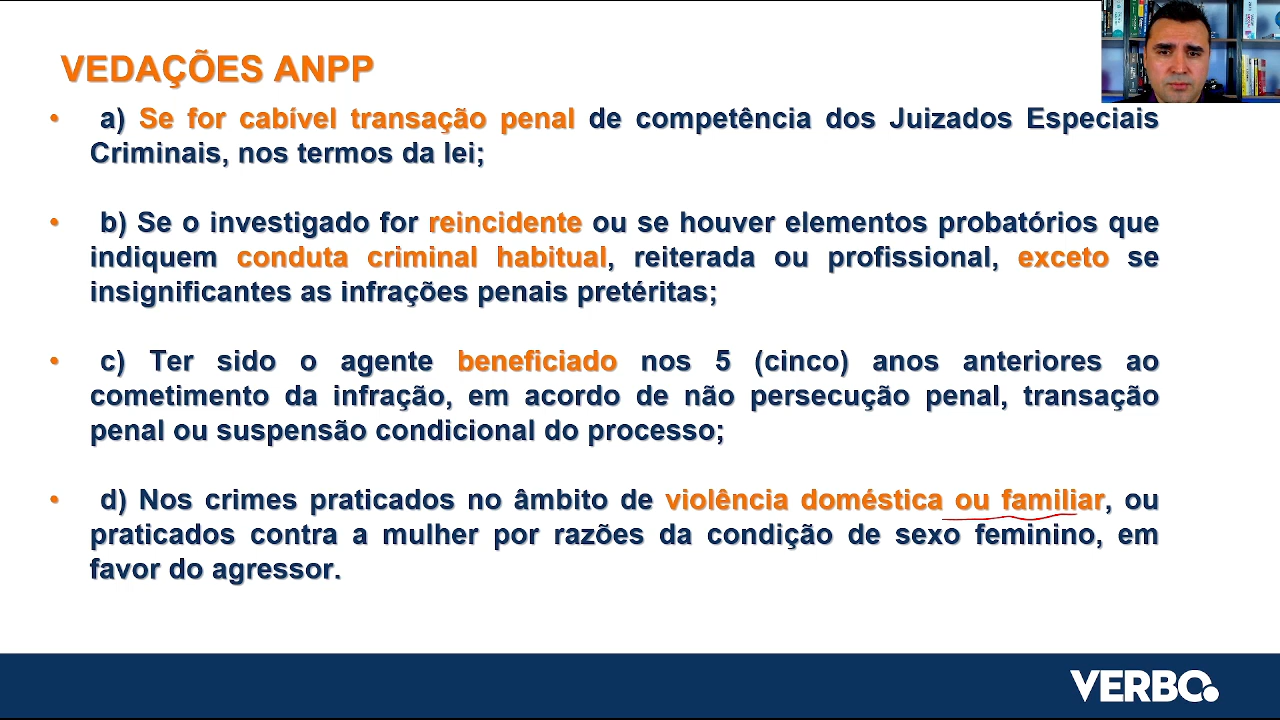 VEDAÇÕES ANPP
• a) Se for cabível transação penal de competência dos Juizados Especiais
Criminais, nos termos da lei;
• b) Se o investigado for reincidente ou se houver elementos probatórios que
indiquem conduta criminal habitual, reiterada ou profissional, exceto se
insignificantes as infrações penais pretéritas;
• c) Ter sido o agente beneficiado nos 5 (cinco) anos anteriores ao
cometimento da infração, em acordo de não persecução penal, transação
penal ou suspensão condicional do processo;
• d) Nos crimes praticados no âmbito de violência doméstica ou familiar, ou
praticados contra a mulher por razões da condição de sexo feminino, em
favor do agressor.
VERBO